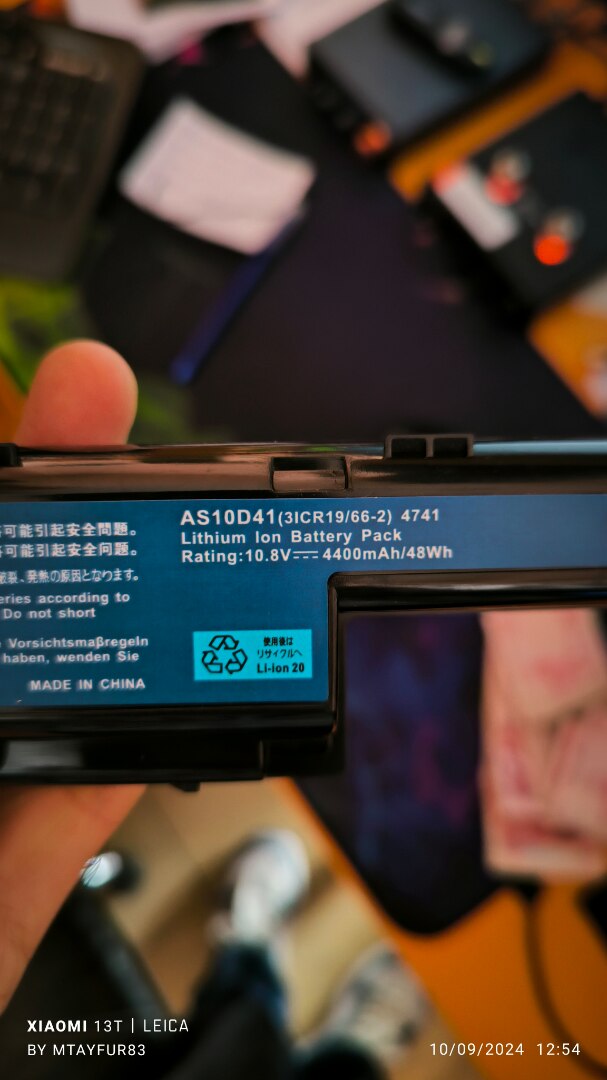 可能引起安全問題。
可能引起安全问题。
破裂、発熱の原因となります。
eries according to
Do not short
Vorsichtsmaßregeln
haben, wenden Sie
MADE IN CHINA
AS10D41(3ICR19/66-2) 4741
Lithium Ion Battery Pack
Rating:10.8V⎓4400mAh/48Wh
使用後は
リサイクルへ
Li-ion 20
XIAOMI 13T | LEICA
BY MTAYFUR83
10/09/2024 12:54